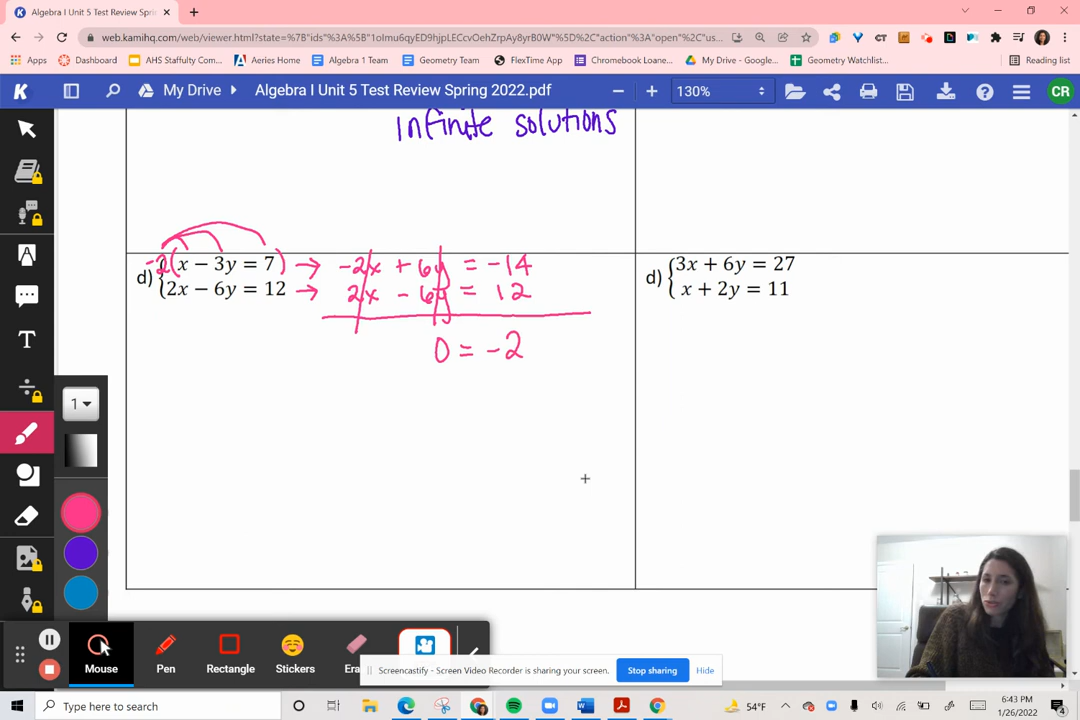 Algebra I Unit 5 Test Review Sprin
web.kamihq.com/web/viewer.html?state=%7B"ids"%3A%5B"1oImu6qyED9hjpLECcvOehZrpAy8yrB0W"%5D%2C"action"%3A"open"%2C"us...
Apps Dashboard AHS Staffulty Com... Aeries Home Algebra 1 Team Geometry Team FlexTime App Chromebook Loane... My Drive - Google... Geometry Watchlist... Reading list
My Drive Algebra I Unit 5 Test Review Spring 2022.pdf 130% CR
infinite solutions
-2( x − 3y = 7 ) → -2x + 6y = -14
d) 2x − 6y = 12 → 2x - 6y = 12
0 = -2
d) 3x + 6y = 27
x + 2y = 11
T
1
Mouse Pen Rectangle Stickers Era
Screencastify - Screen Video Recorder is sharing your screen. Stop sharing Hide
Type here to search
54°F
6:43 PM
1/26/2022
4